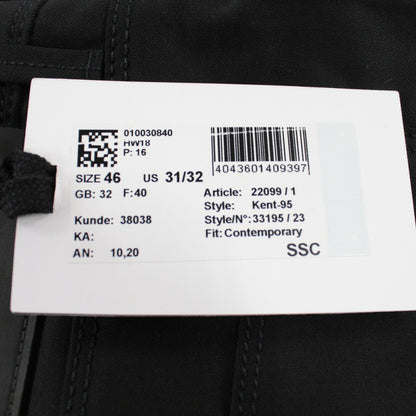 010030840
HW18
P: 16
4043601409397
SIZE 46 US 31/32
GB: 32 F: 40
Article: 22099 / 1
Style: Kent-95
Kunde: 38038
Style/N°: 33195 / 23
KA:
Fit: Contemporary
AN: 10,20
SSC